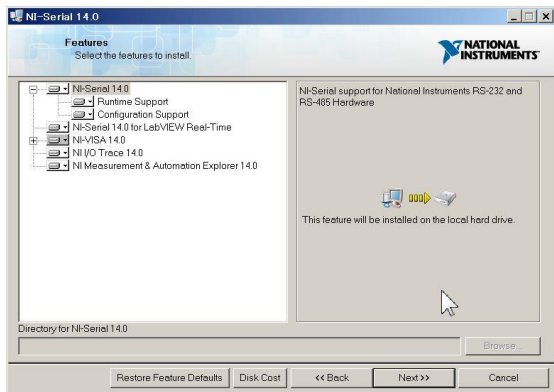 NI-Serial 14.0
Features
Select the features to install.
NATIONAL
INSTRUMENTS
NI-Serial 14.0
Runtime Support
Configuration Support
NI-Serial 14.0 for LabVIEW Real-Time
NI-VISA 14.0
NI I/O Trace 14.0
NI Measurement & Automation Explorer 14.0
NI-Serial support for National Instruments RS-232 and
RS-485 Hardware
This feature will be installed on the local hard drive.
Directory for NI-Serial 14.0
Browse...
Restore Feature Defaults
Disk Cost
<< Back
Next >>
Cancel